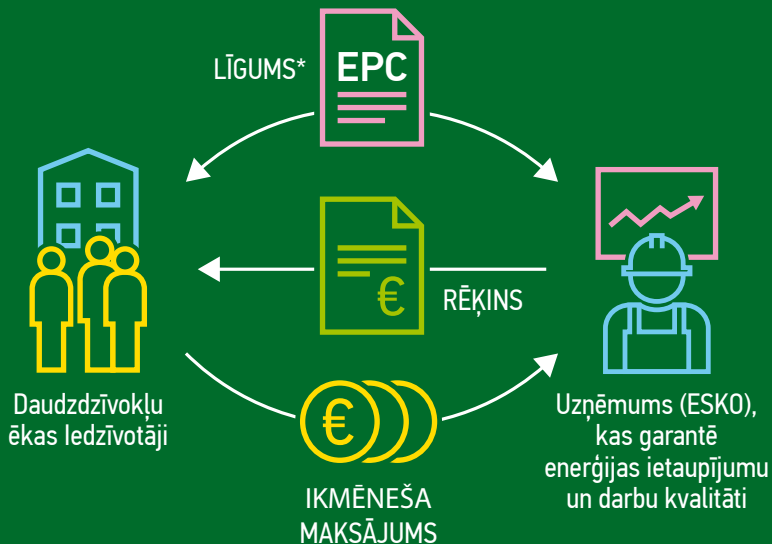 LĪGUMS*
EPC
€
RĒĶINS
Daudzdzīvokļu
ēkas Iedzīvotāji
€
IKMĒNEŠA
MAKSĀJUMS
Uzņēmums (ESKO),
kas garantē
enerģijas ietaupījumu
un darbu kvalitāti